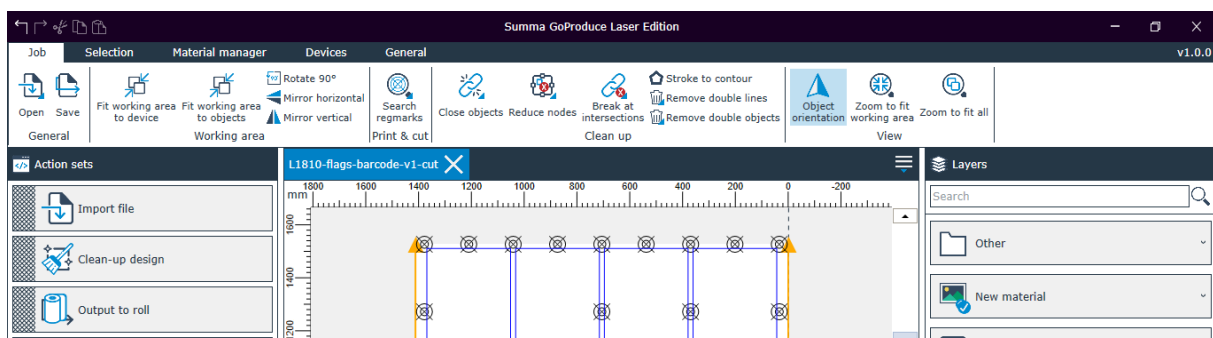 Summa GoProduce Laser Edition
Job Selection Material manager Devices General v1.0.0
Open Save
General
Fit working area to device
Fit working area to objects
Rotate 90°
Mirror horizontal
Mirror vertical
Working area
Search regmarks
Print & cut
Close objects
Reduce nodes
Break at intersections
Stroke to contour
Remove double lines
Remove double objects
Clean up
Object orientation
Zoom to fit working area
Zoom to fit all
View
Action sets
Import file
Clean-up design
Output to roll
L1810-flags-barcode-v1-cut
mm 1800 1600 1400 1200 1000 800 600 400 200 0 -200
1600
1400
1200
Layers
Search
Other
New material